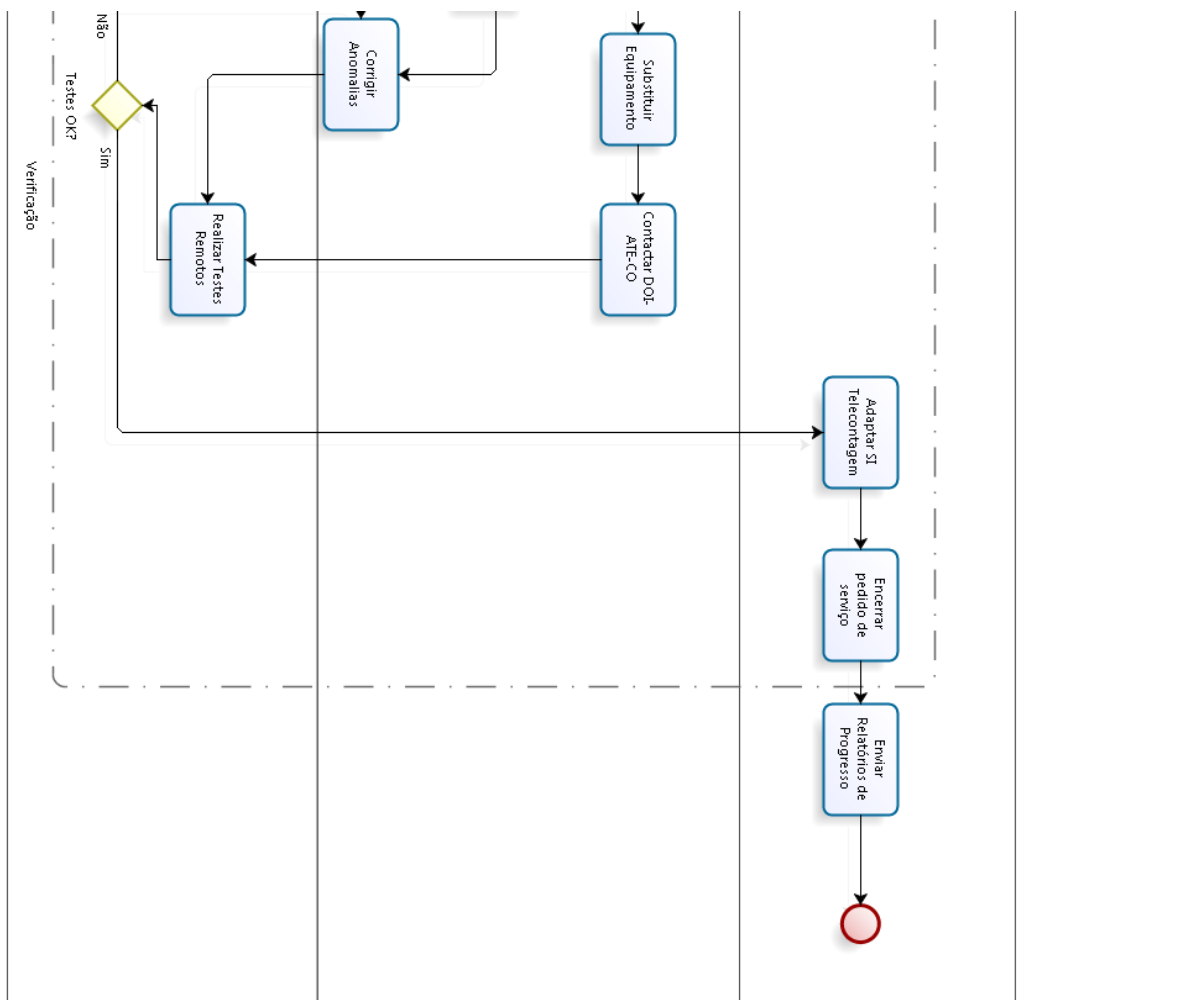 Adaptar SI
Telecontagem
Encerrar
pedido de
serviço
Enviar
Relatórios de
Progresso
Substituir
Equipamento
Contactar DOI-
ATE-CO
Corrigir
Anomalias
Realizar Testes
Remotos
Não
Sim
Testes OK?
Verificação